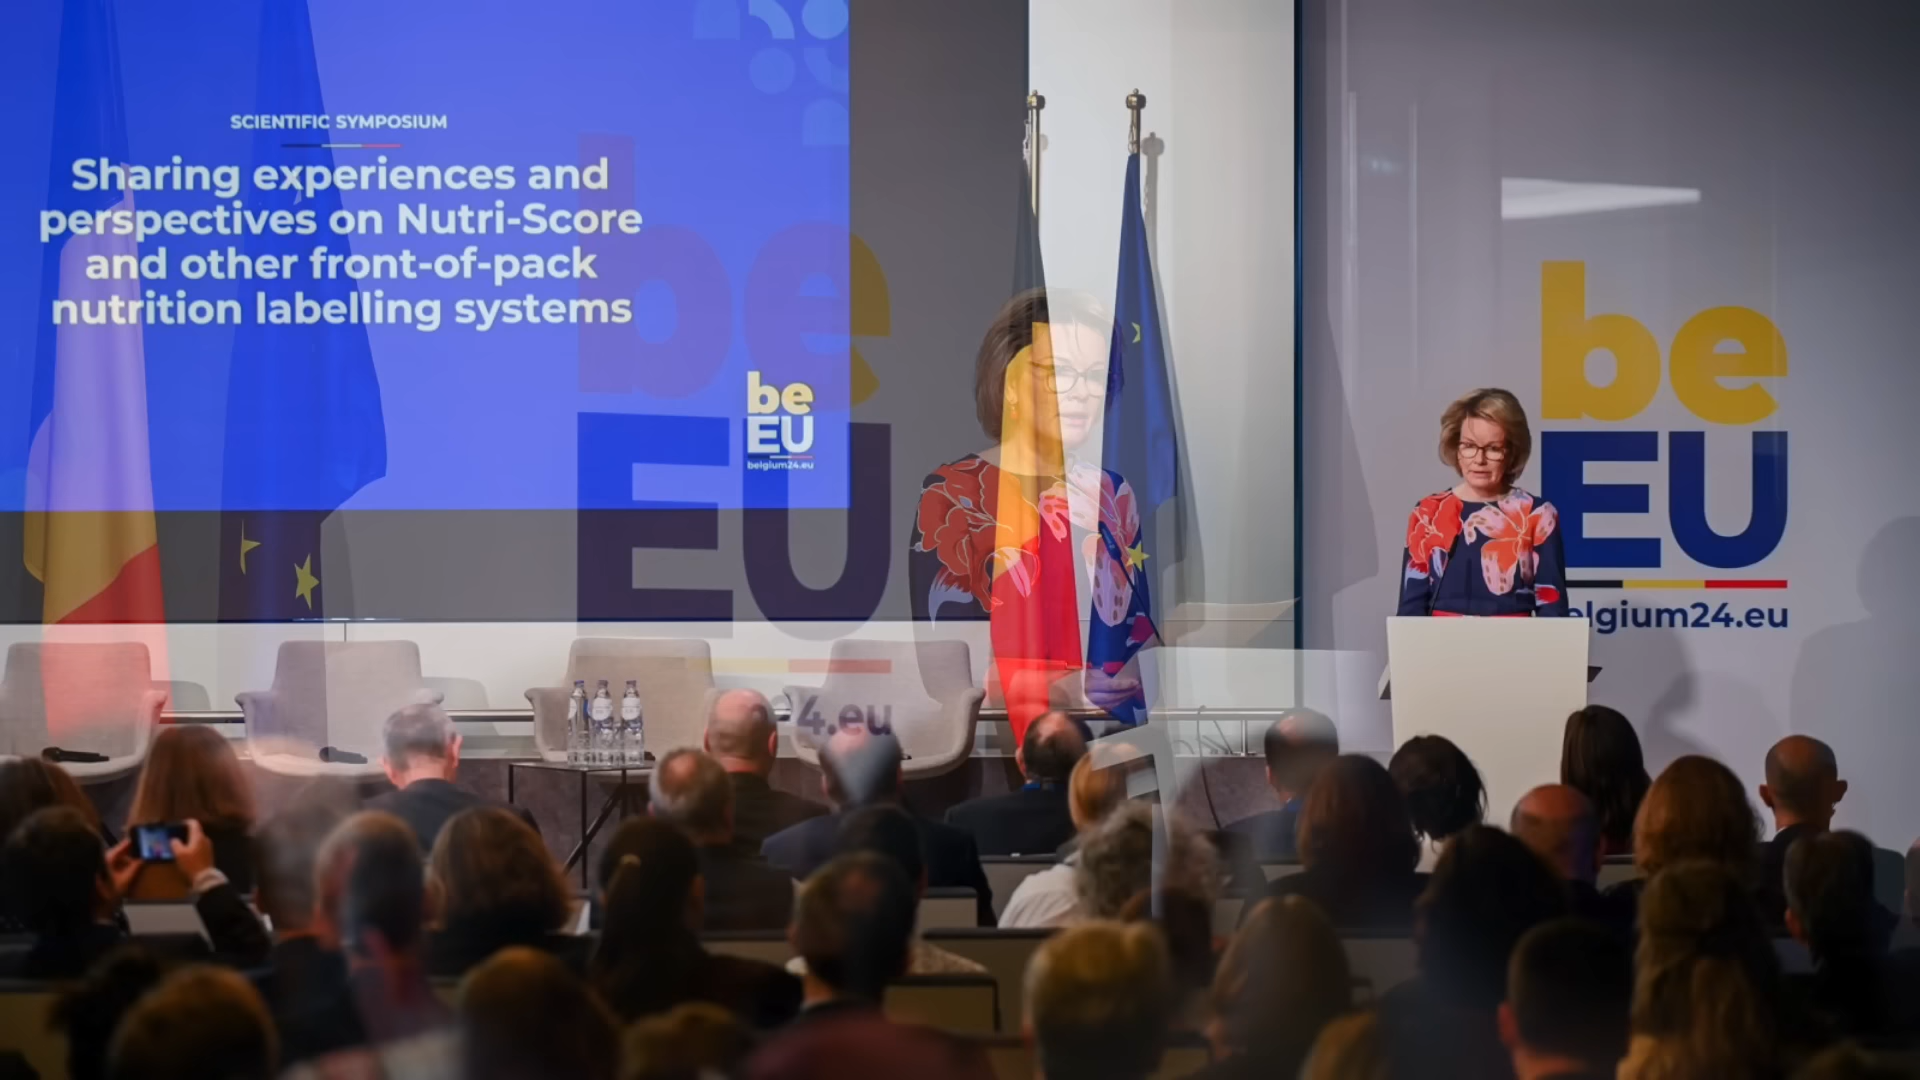 SCIENTIFIC SYMPOSIUM
Sharing experiences and
perspectives on Nutri-Score
and other front-of-pack
nutrition labelling systems
be
EU
belgium24.eu
be
EU
4.eu
be
EU
elgium24.eu